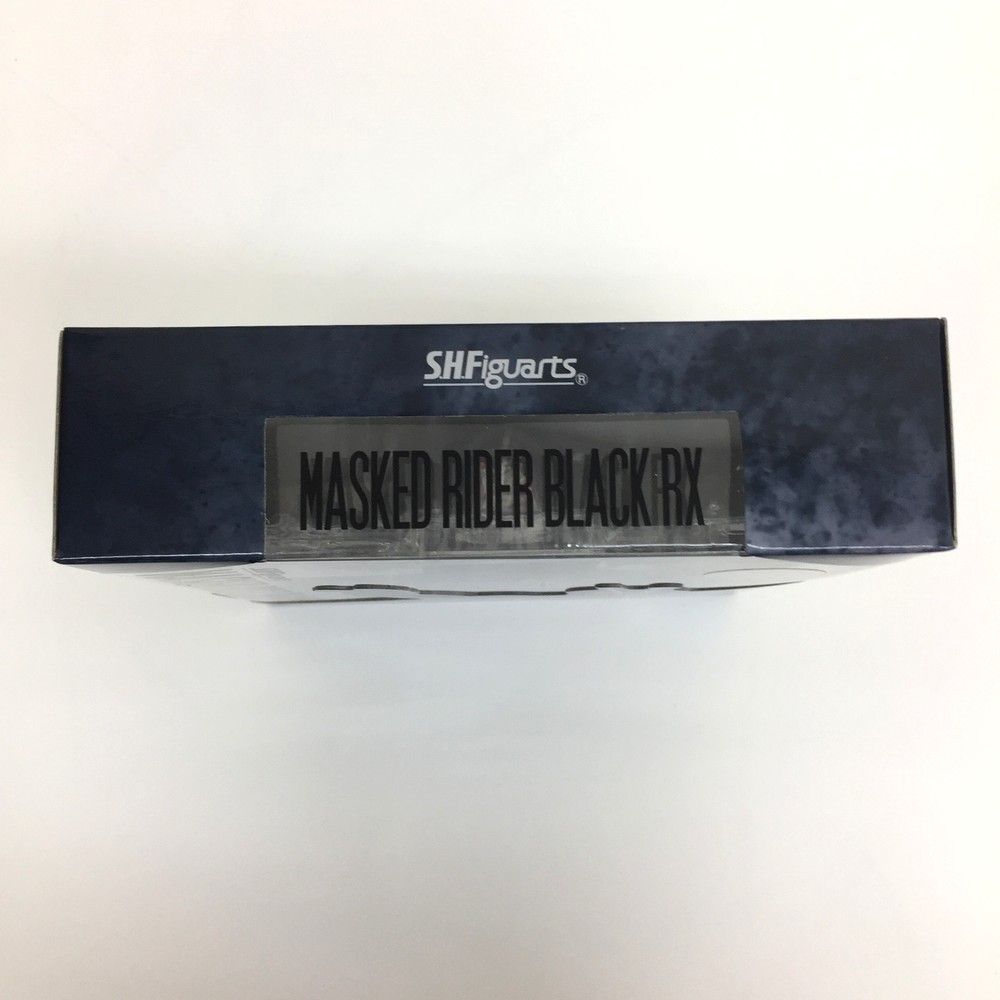 S.H.Figuarts®
MASKED RIDER BLACK RX